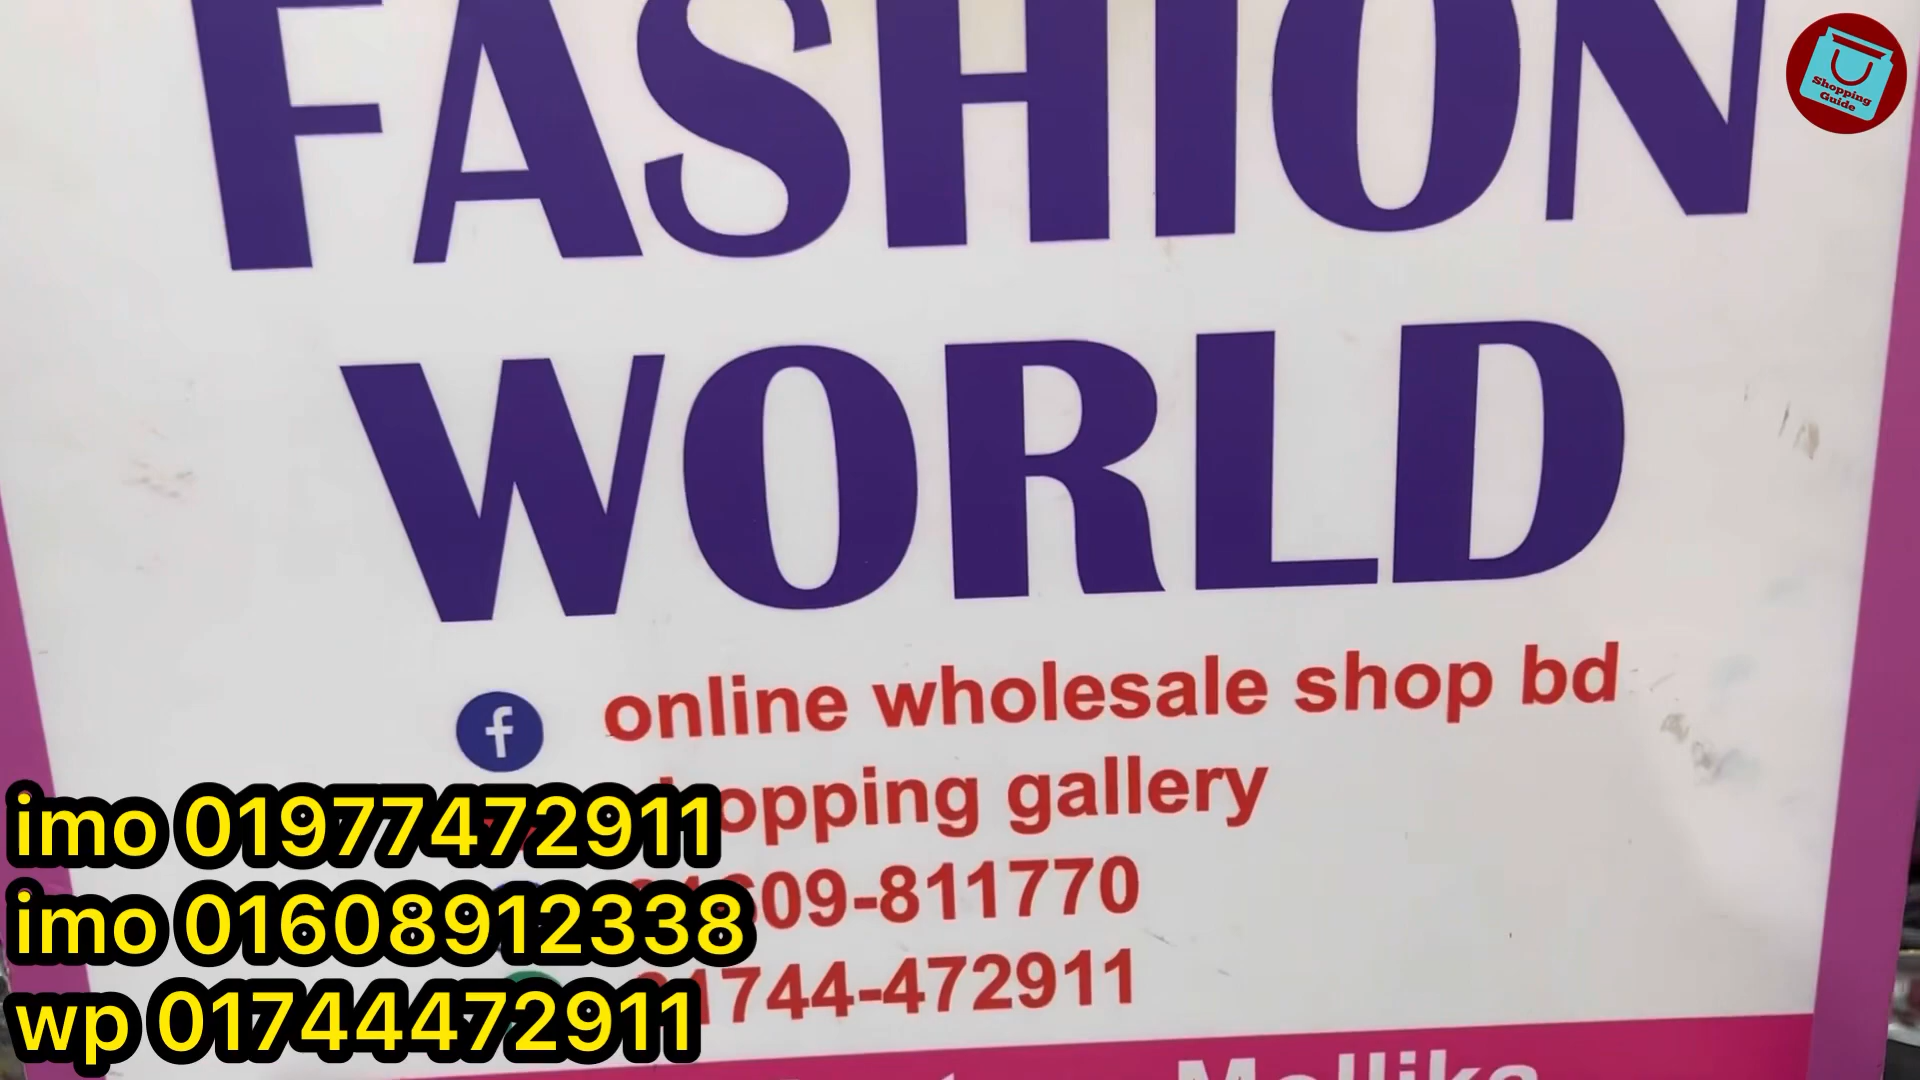 FASHION
WORLD
Shopping
Guide
online wholesale shop bd
opping gallery
609-811770
1744-472911
imo 01977472911
imo 01608912338
wp 01744472911